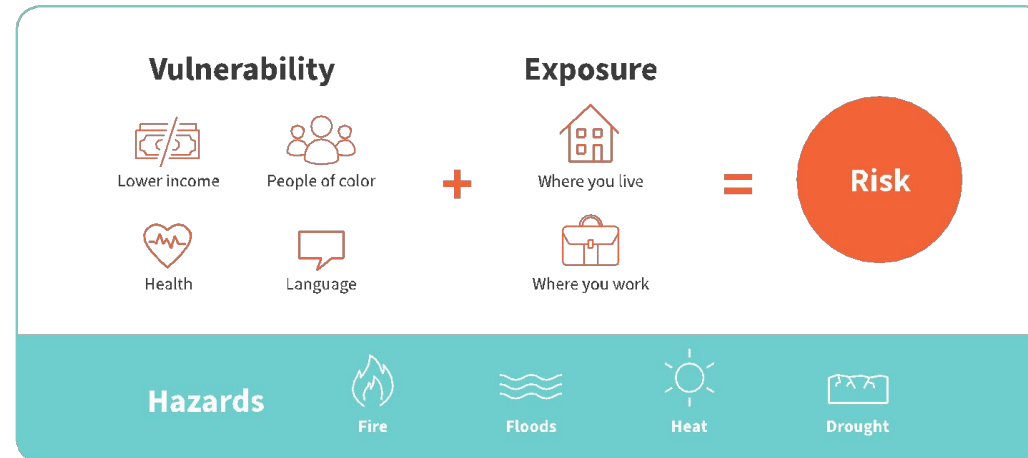 Vulnerability
Exposure
Lower income
People of color
+
Where you live
=
Risk
Health
Language
Where you work
Hazards
Fire
Floods
Heat
Drought